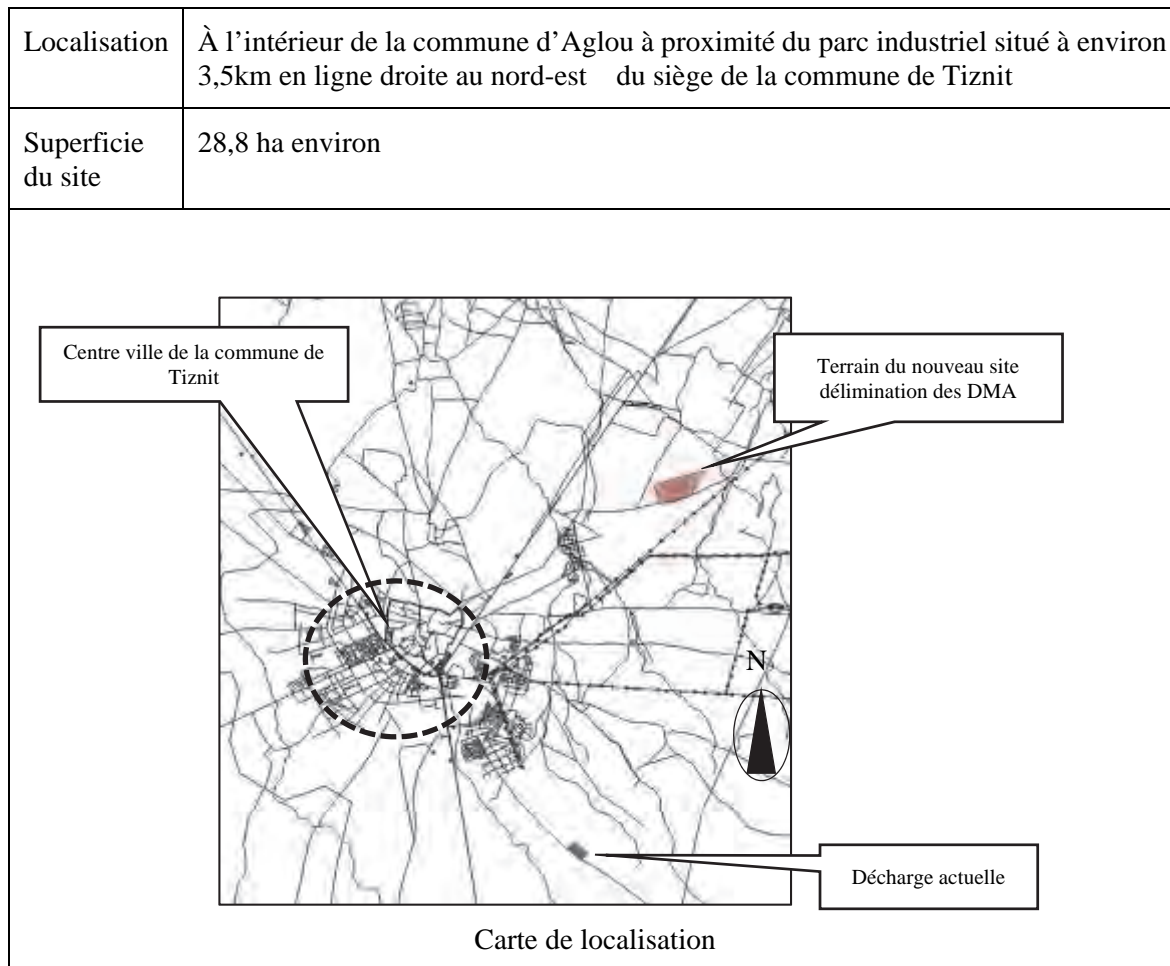 Localisation
À l’intérieur de la commune d’Aglou à proximité du parc industriel situé à environ
3,5km en ligne droite au nord-est du siège de la commune de Tiznit
Superficie
du site
28,8 ha environ
Centre ville de la commune de
Tiznit
Terrain du nouveau site
délimination des DMA
N
Décharge actuelle
Carte de localisation